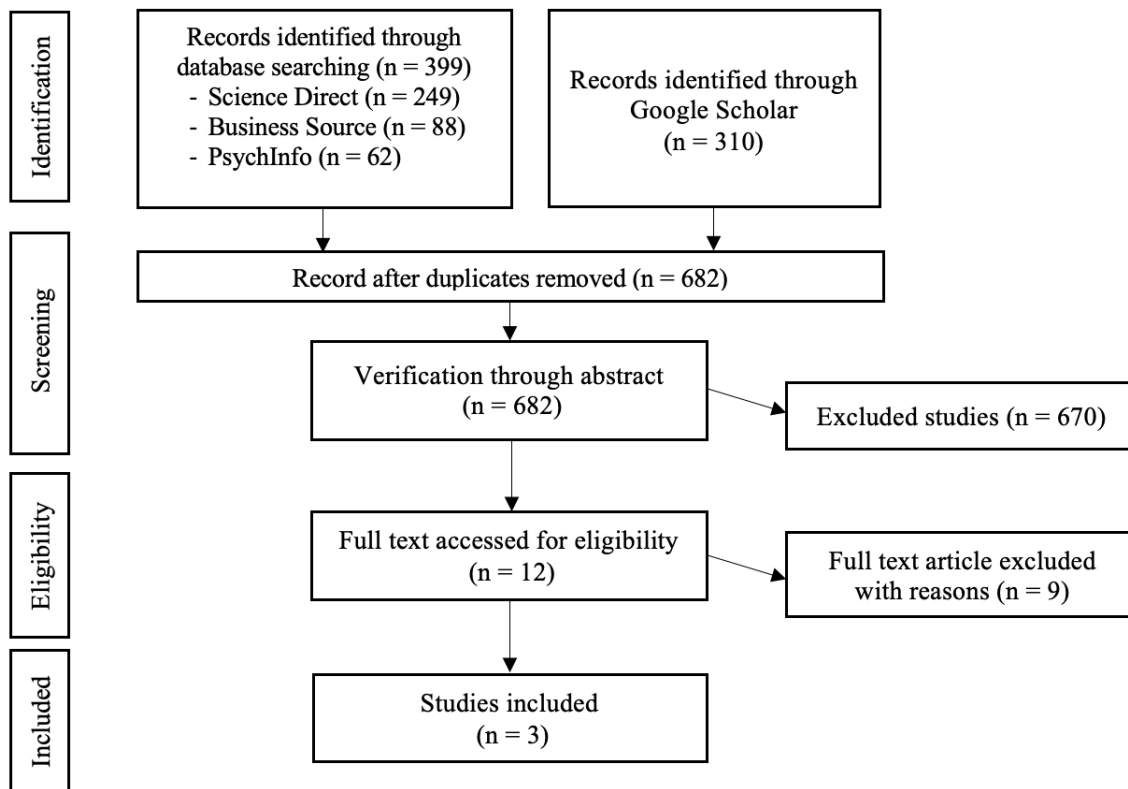 Identification
Records identified through
database searching (n = 399)
- Science Direct (n = 249)
- Business Source (n = 88)
- PsychInfo (n = 62)
Records identified through
Google Scholar
(n = 310)
Screening
Record after duplicates removed (n = 682)
Verification through abstract
(n = 682)
Excluded studies (n = 670)
Eligibility
Full text accessed for eligibility
(n = 12)
Full text article excluded
with reasons (n = 9)
Included
Studies included
(n = 3)